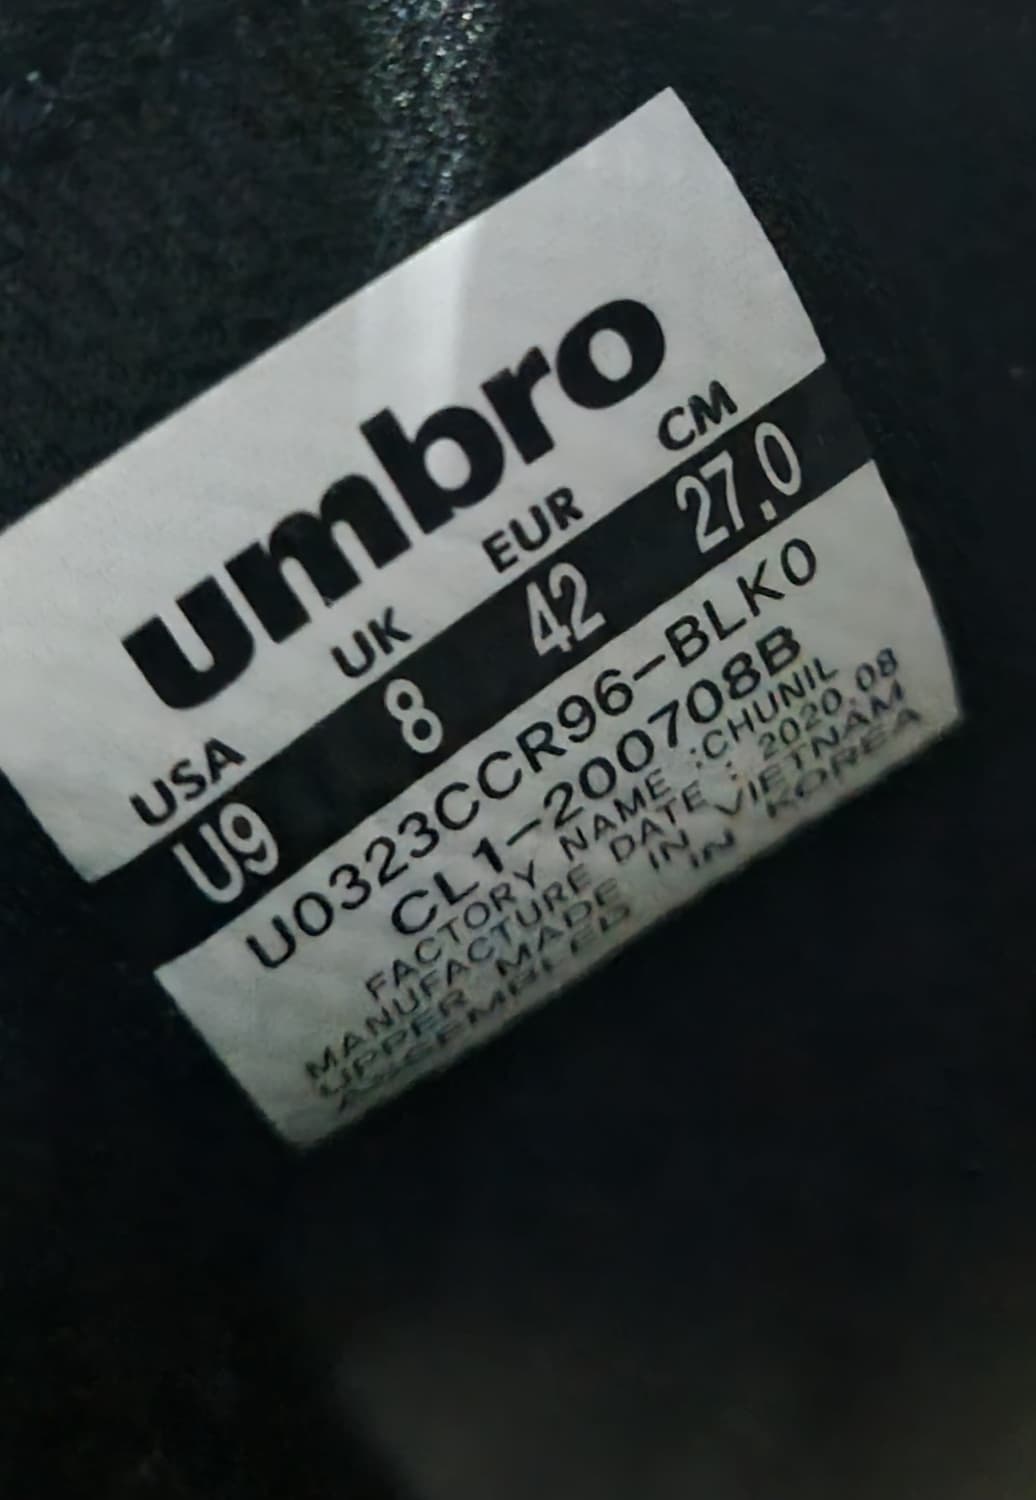 umbro
USA UK EUR CM
U9 8 42 27.0
U0323CCR96-BLK0
CL1-200708B
FACTORY NAME :CHUNIL
MANUFACTURE DATE : 2020.08
UPPER MADE IN VIETNAM
ASSEMBLED IN KOREA